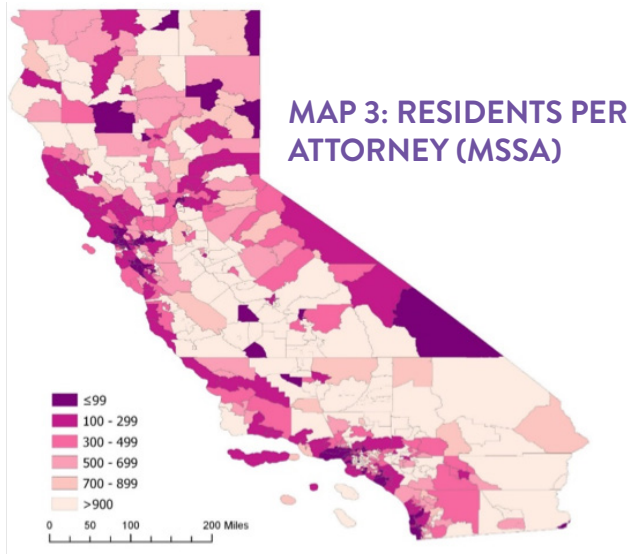 MAP 3: RESIDENTS PER
ATTORNEY (MSSA)
≤99
100 - 299
300 - 499
500 - 699
700 - 899
>900
0 50 100 200 Miles